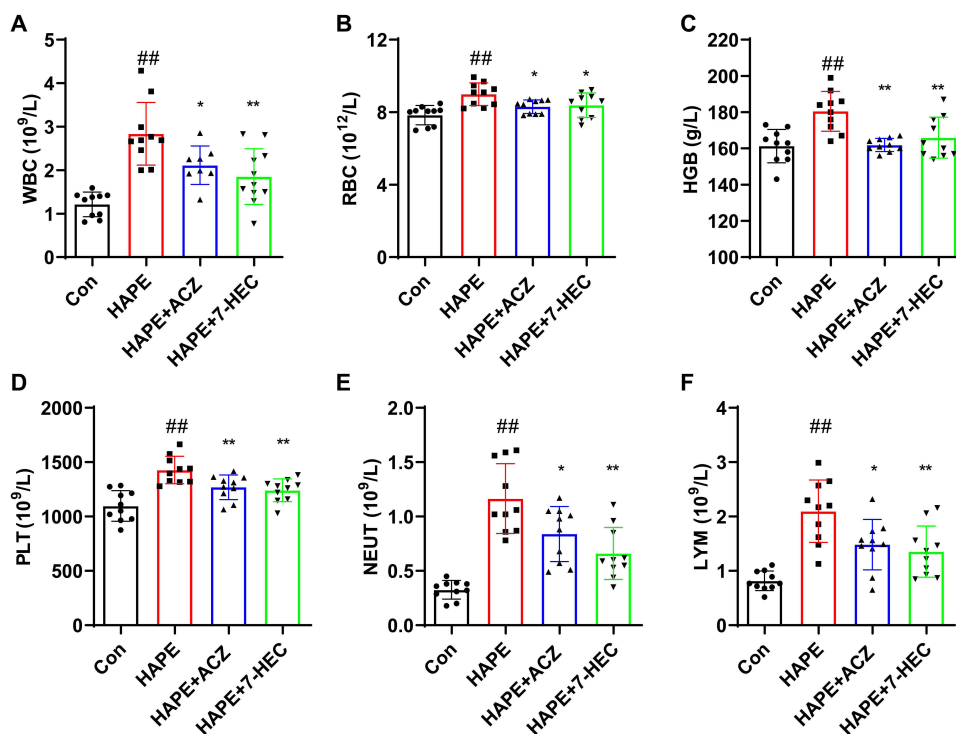 A
WBC (10⁹/L)
5
4
3
2
1
0
##
*
**
Con
HAPE
HAPE+ACZ
HAPE+7-HEC
B
RBC (10¹²/L)
12
8
4
0
##
*
*
Con
HAPE
HAPE+ACZ
HAPE+7-HEC
C
HGB (g/L)
220
200
180
160
140
120
100
##
**
**
Con
HAPE
HAPE+ACZ
HAPE+7-HEC
D
PLT(10⁹/L)
2000
1500
1000
500
0
##
**
**
Con
HAPE
HAPE+ACZ
HAPE+7-HEC
E
NEUT (10⁹/L)
2.0
1.5
1.0
0.5
0.0
##
*
**
Con
HAPE
HAPE+ACZ
HAPE+7-HEC
F
LYM (10⁹/L)
4
3
2
1
0
##
*
**
Con
HAPE
HAPE+ACZ
HAPE+7-HEC